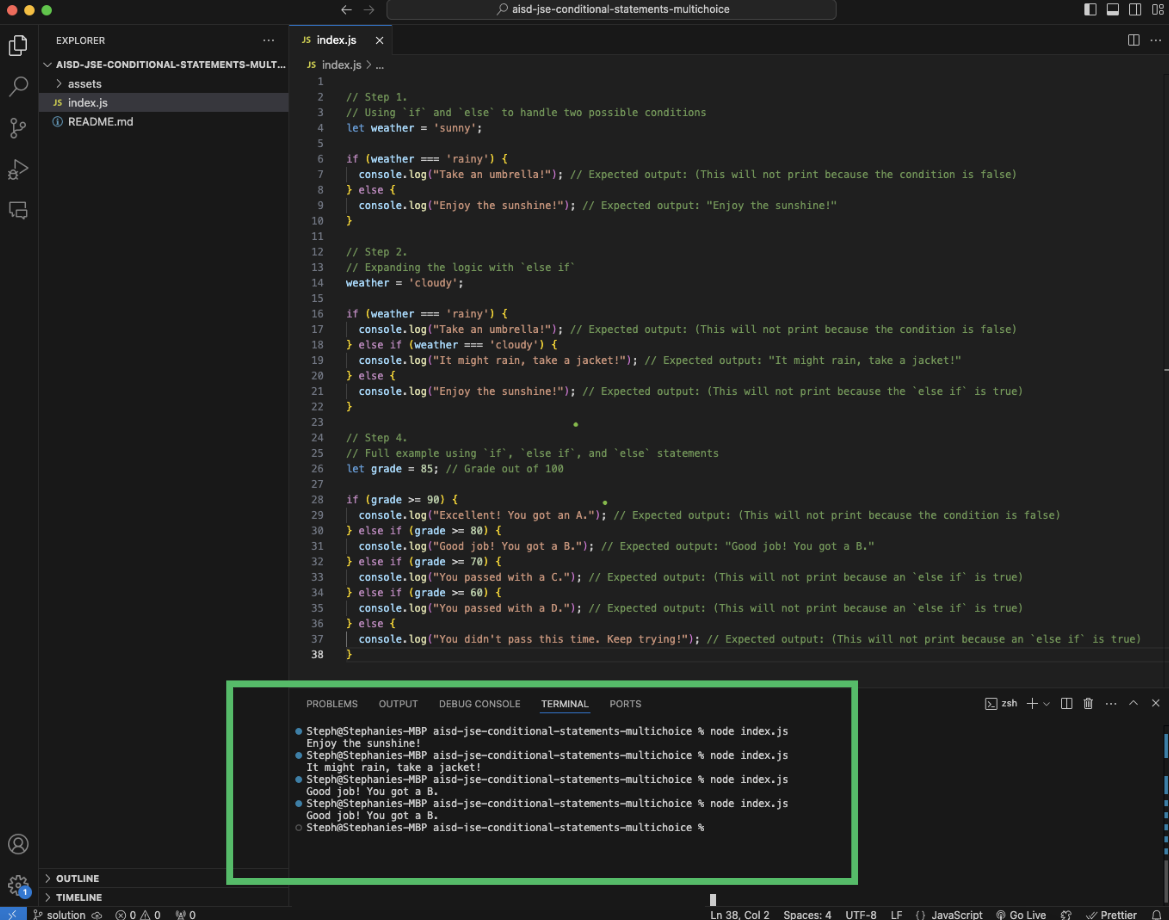 aisd-jse-conditional-statements-multichoice
EXPLORER
AISD-JSE-CONDITIONAL-STATEMENTS-MULT...
assets
JS index.js
README.md
JS index.js
JS index.js > ...
1
2 // Step 1.
3 // Using `if` and `else` to handle two possible conditions
4 let weather = 'sunny';
5
6 if (weather === 'rainy') {
7 console.log("Take an umbrella!"); // Expected output: (This will not print because the condition is false)
8 } else {
9 console.log("Enjoy the sunshine!"); // Expected output: "Enjoy the sunshine!"
10 }
11
12 // Step 2.
13 // Expanding the logic with `else if`
14 weather = 'cloudy';
15
16 if (weather === 'rainy') {
17 console.log("Take an umbrella!"); // Expected output: (This will not print because the condition is false)
18 } else if (weather === 'cloudy') {
19 console.log("It might rain, take a jacket!"); // Expected output: "It might rain, take a jacket!"
20 } else {
21 console.log("Enjoy the sunshine!"); // Expected output: (This will not print because the `else if` is true)
22 }
23
24 // Step 4.
25 // Full example using `if`, `else if`, and `else` statements
26 let grade = 85; // Grade out of 100
27
28 if (grade >= 90) {
29 console.log("Excellent! You got an A."); // Expected output: (This will not print because the condition is false)
30 } else if (grade >= 80) {
31 console.log("Good job! You got a B."); // Expected output: "Good job! You got a B."
32 } else if (grade >= 70) {
33 console.log("You passed with a C."); // Expected output: (This will not print because an `else if` is true)
34 } else if (grade >= 60) {
35 console.log("You passed with a D."); // Expected output: (This will not print because an `else if` is true)
36 } else {
37 console.log("You didn't pass this time. Keep trying!"); // Expected output: (This will not print because an `else if` is true)
38 }
PROBLEMS OUTPUT DEBUG CONSOLE TERMINAL PORTS
zsh
Steph@Stephanies-MBP aisd-jse-conditional-statements-multichoice % node index.js
Enjoy the sunshine!
Steph@Stephanies-MBP aisd-jse-conditional-statements-multichoice % node index.js
It might rain, take a jacket!
Steph@Stephanies-MBP aisd-jse-conditional-statements-multichoice % node index.js
Good job! You got a B.
Steph@Stephanies-MBP aisd-jse-conditional-statements-multichoice % node index.js
Good job! You got a B.
Steph@Stephanies-MBP aisd-jse-conditional-statements-multichoice %
OUTLINE
1
TIMELINE
solution 0 0 0 Ln 38, Col 2 Spaces: 4 UTF-8 LF {} JavaScript Go Live Prettier